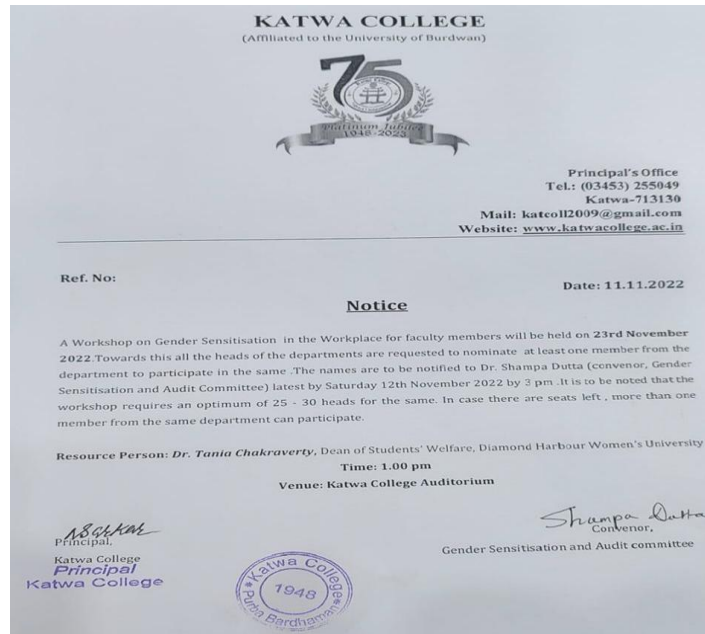 KATWA COLLEGE
(Affiliated to the University of Burdwan)
75
Platinum Jubilee
1948-2023
Principal's Office
Tel.: (03453) 255049
Katwa-713130
Mail: katcoll2009@gmail.com
Website: www.katwacollege.ac.in
Ref. No:
Date: 11.11.2022
Notice
A Workshop on Gender Sensitisation in the Workplace for faculty members will be held on 23rd November
2022.Towards this all the heads of the departments are requested to nominate at least one member from the
department to participate in the same .The names are to be notified to Dr. Shampa Dutta (convenor, Gender
Sensitisation and Audit Committee) latest by Saturday 12th November 2022 by 3 pm .It is to be noted that the
workshop requires an optimum of 25 - 30 heads for the same. In case there are seats left , more than one
member from the same department can participate.
Resource Person: Dr. Tania Chakraverty, Dean of Students' Welfare, Diamond Harbour Women's University
Time: 1.00 pm
Venue: Katwa College Auditorium
Principal,
Katwa College
Principal
Katwa College
Katwa College
1948
Purba Bardhaman
Shampa Dutta
Convenor,
Gender Sensitisation and Audit committee